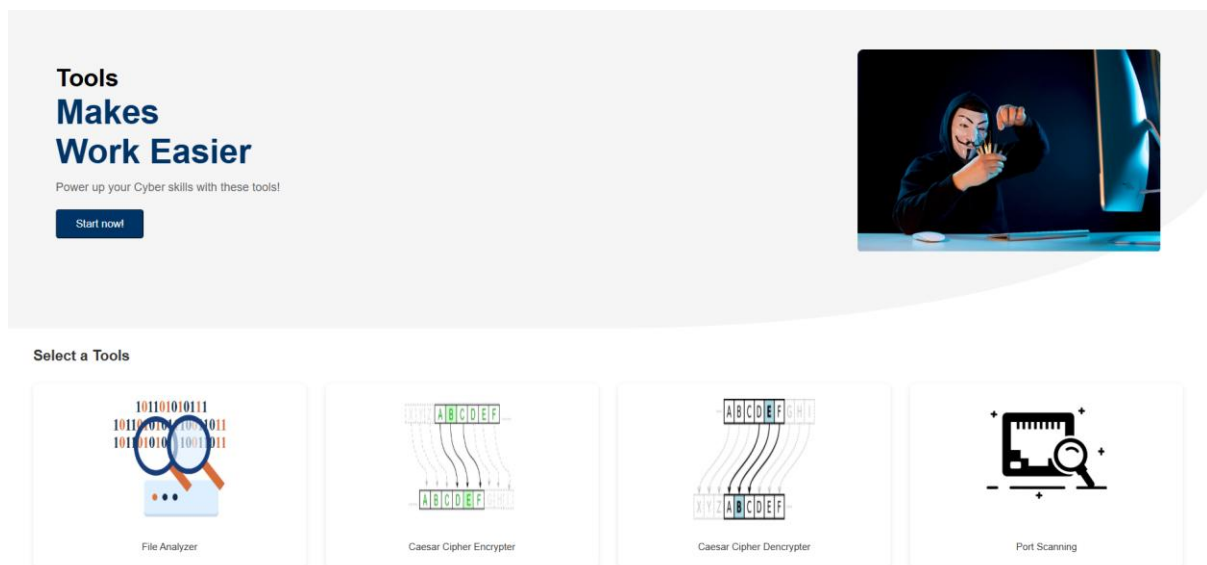 Tools
Makes
Work Easier
Power up your Cyber skills with these tools!
Start now!
Select a Tools
101101010111
A B C D E F
A B C D E F G H I
A B C D E F G H I
X Y Z A B C D E F
File Analyzer
Caesar Cipher Encrypter
Caesar Cipher Dencrypter
Port Scanning